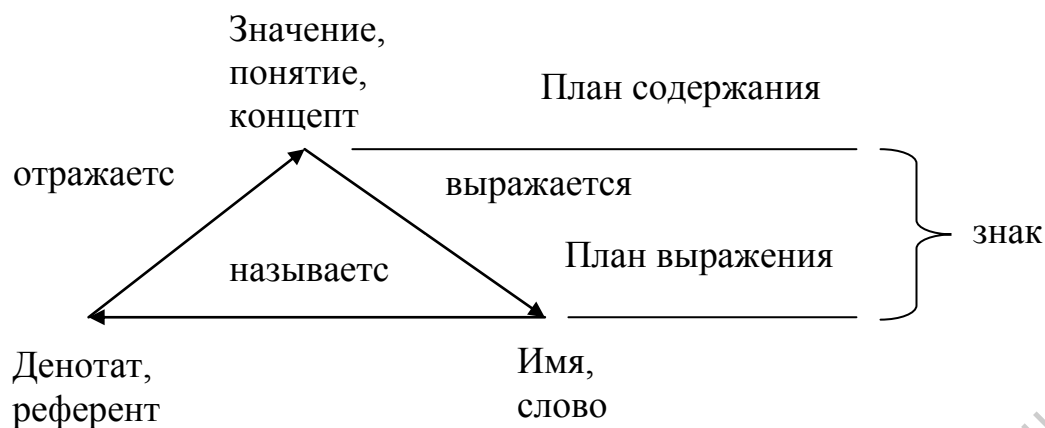 Значение,
понятие,
концепт
План содержания
отражаетс
выражается
знак
План выражения
называетс
Денотат,
референт
Имя,
слово